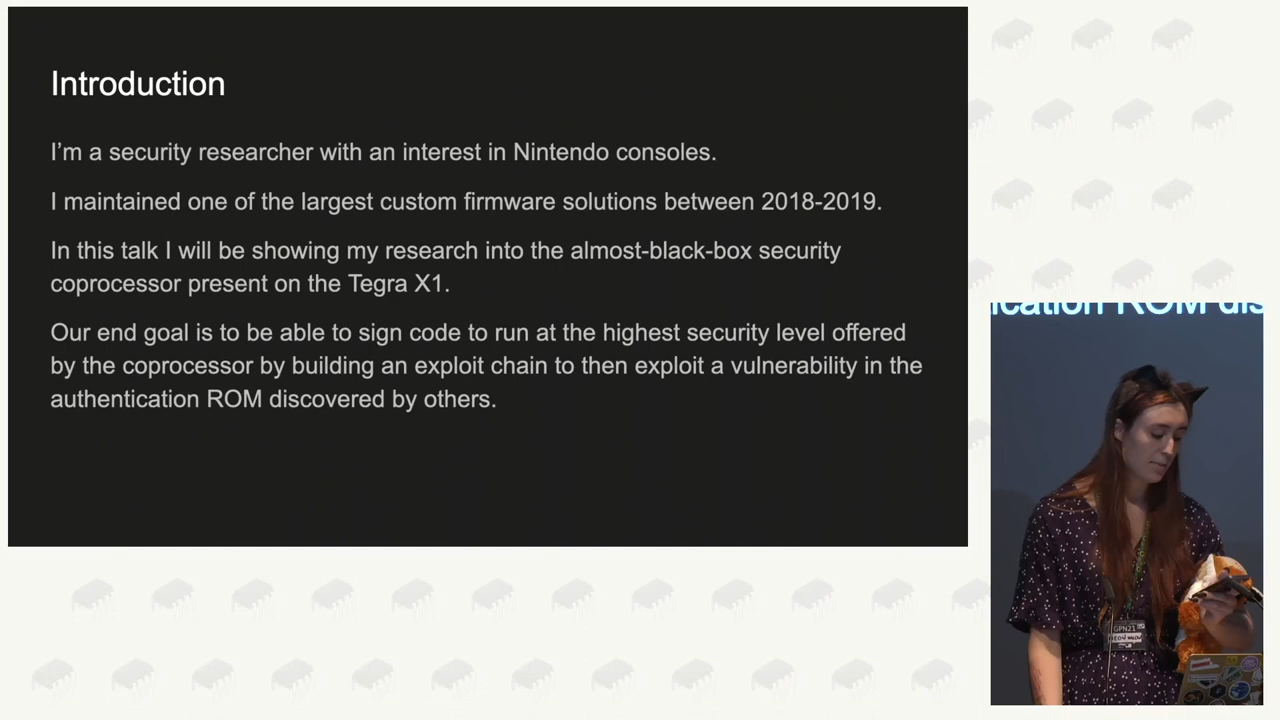 Introduction
I’m a security researcher with an interest in Nintendo consoles.
I maintained one of the largest custom firmware solutions between 2018-2019.
In this talk I will be showing my research into the almost-black-box security
coprocessor present on the Tegra X1.
Our end goal is to be able to sign code to run at the highest security level offered
by the coprocessor by building an exploit chain to then exploit a vulnerability in the
authentication ROM discovered by others.
ication ROM dis
GPN21